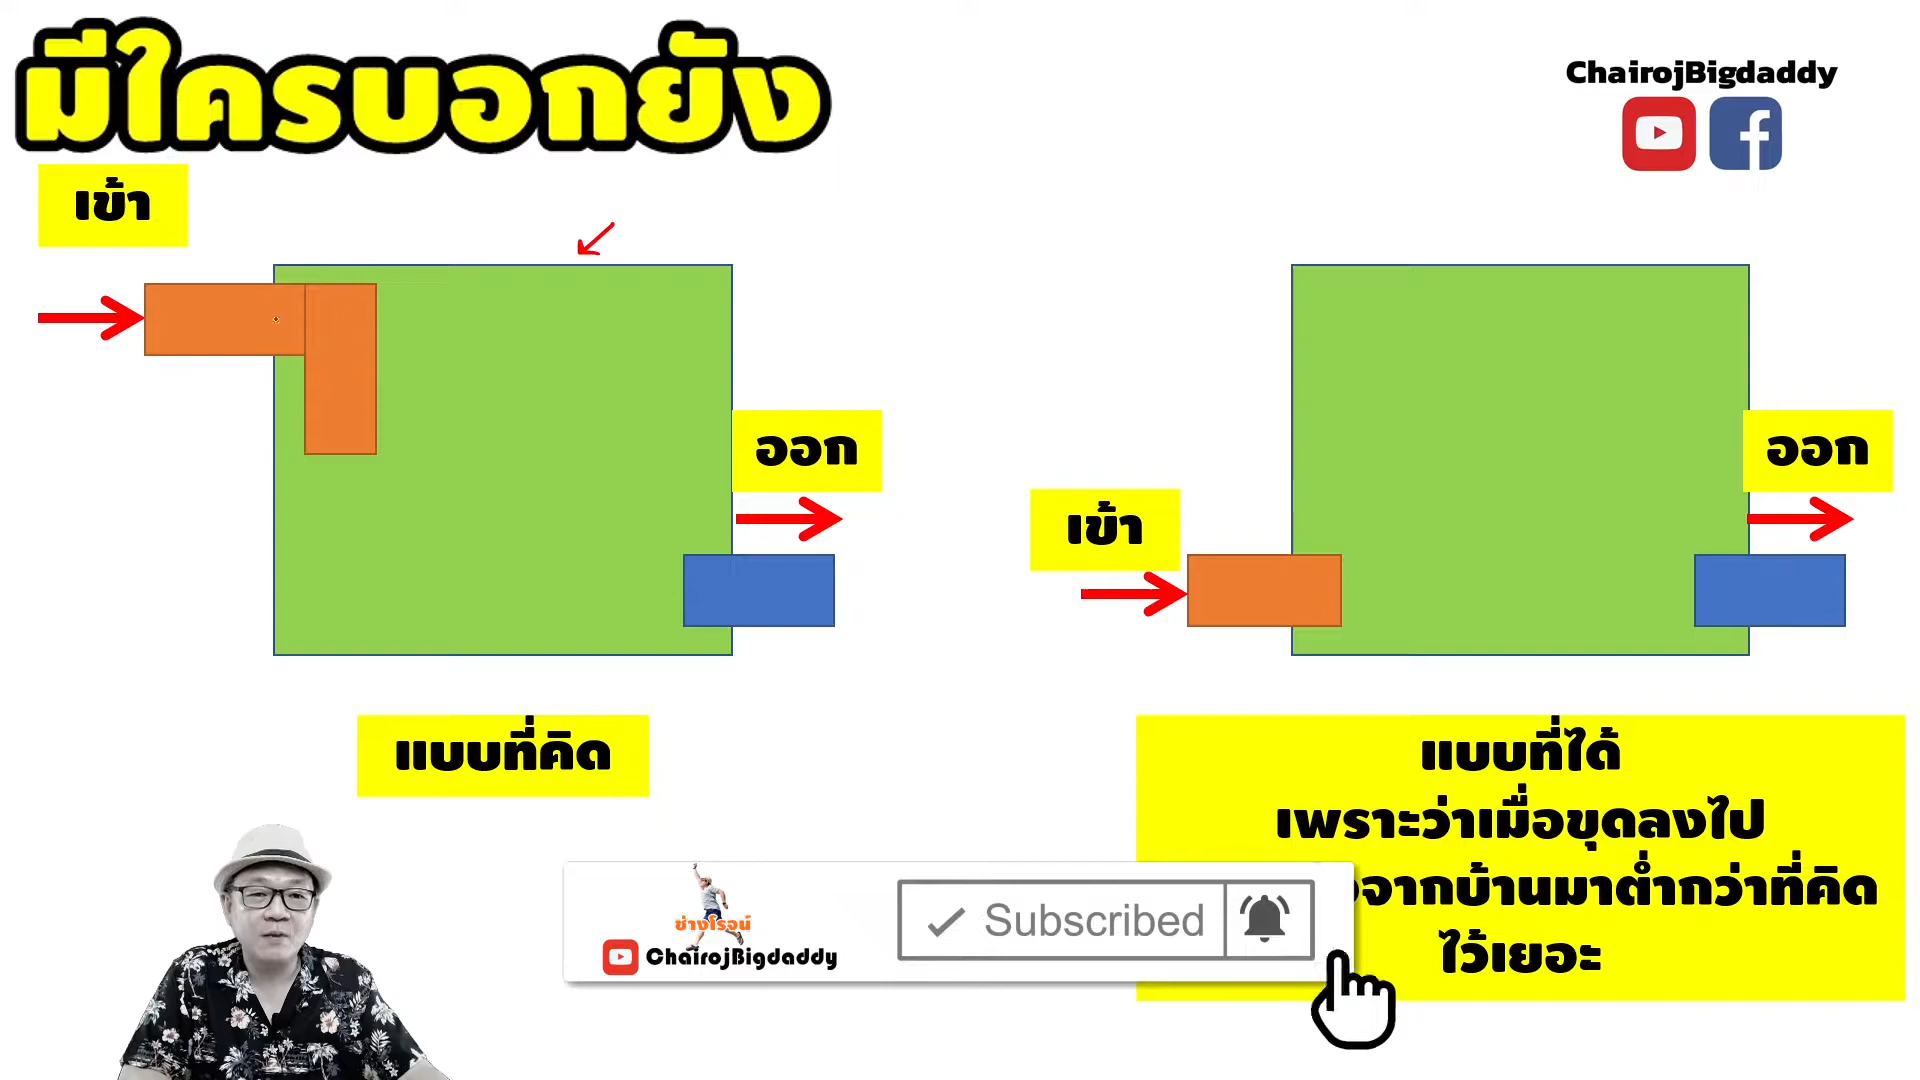 มีใครบอกยัง
ChairojBigdaddy
เข้า
ออก
ออก
เข้า
แบบที่คิด
แบบที่ได้
เพราะว่าเมื่อขุดลงไป
จากบ้านมาต่ำกว่าที่คิด
ไว้เยอะ
ช่างโรจน์
ChairojBigdaddy
Subscribed